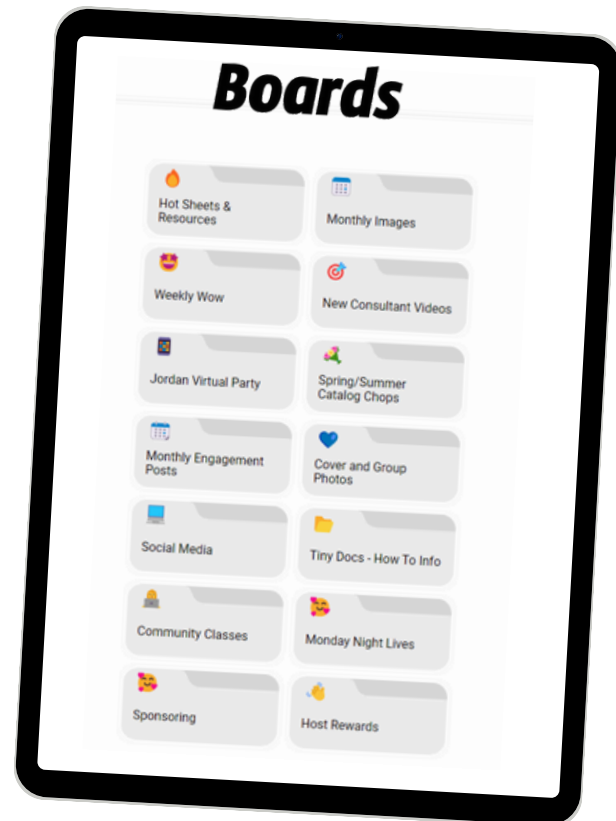 Boards
Hot Sheets &
Resources
Monthly Images
Weekly Wow
New Consultant Videos
Jordan Virtual Party
Spring/Summer
Catalog Chops
Monthly Engagement
Posts
Cover and Group
Photos
Social Media
Tiny Docs - How To Info
Community Classes
Monday Night Lives
Sponsoring
Host Rewards